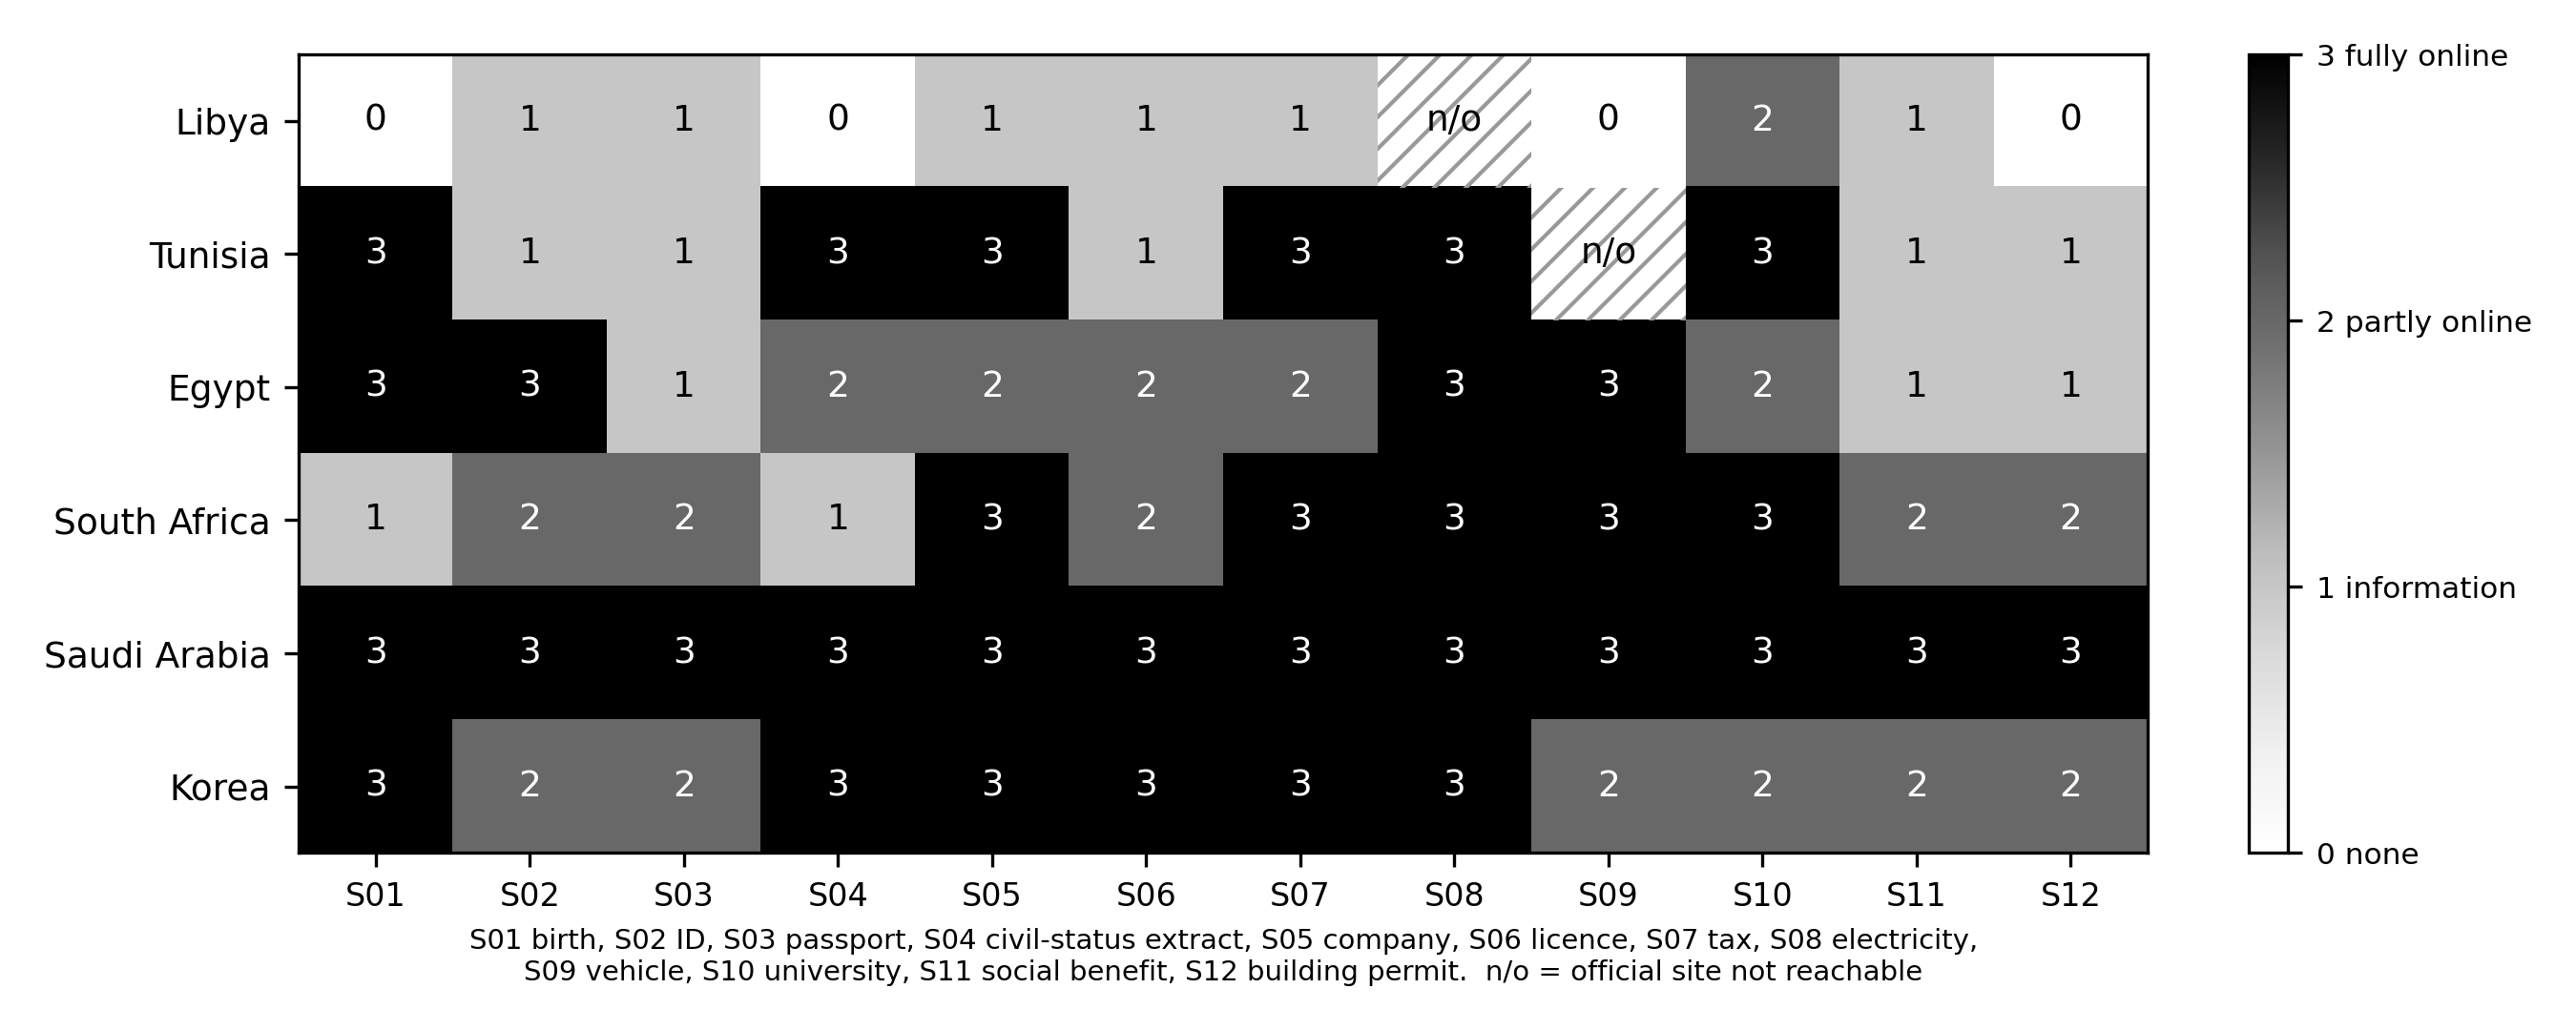 Libya 0 1 1 0 1 1 1 n/o 0 2 1 0
Tunisia 3 1 1 3 3 1 3 3 n/o 3 1 1
Egypt 3 3 1 2 2 2 2 3 3 2 1 1
South Africa 1 2 2 1 3 2 3 3 3 3 2 2
Saudi Arabia 3 3 3 3 3 3 3 3 3 3 3 3
Korea 3 2 2 3 3 3 3 3 2 2 2 2
S01 S02 S03 S04 S05 S06 S07 S08 S09 S10 S11 S12
S01 birth, S02 ID, S03 passport, S04 civil-status extract, S05 company, S06 licence, S07 tax, S08 electricity,
S09 vehicle, S10 university, S11 social benefit, S12 building permit.  n/o = official site not reachable
3 fully online
2 partly online
1 information
0 none